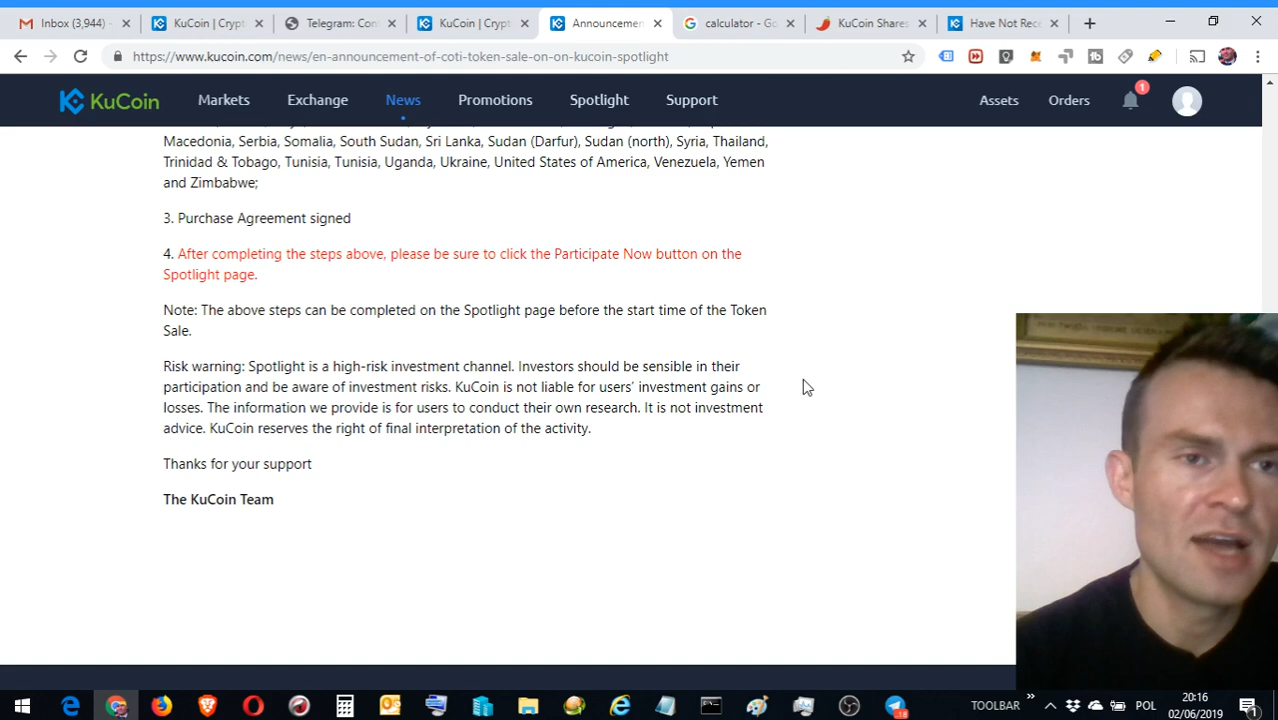 Inbox (3,944)
KuCoin | Crypt
Telegram: Con
KuCoin | Crypt
Announcemen
calculator - Go
KuCoin Shares
Have Not Rece
https://www.kucoin.com/news/en-announcement-of-coti-token-sale-on-on-kucoin-spotlight
KuCoin
Markets
Exchange
News
Promotions
Spotlight
Support
Assets
Orders
1
Macedonia, Serbia, Somalia, South Sudan, Sri Lanka, Sudan (Darfur), Sudan (north), Syria, Thailand,
Trinidad & Tobago, Tunisia, Tunisia, Uganda, Ukraine, United States of America, Venezuela, Yemen
and Zimbabwe;
3. Purchase Agreement signed
4. After completing the steps above, please be sure to click the Participate Now button on the
Spotlight page.
Note: The above steps can be completed on the Spotlight page before the start time of the Token
Sale.
Risk warning: Spotlight is a high-risk investment channel. Investors should be sensible in their
participation and be aware of investment risks. KuCoin is not liable for users' investment gains or
losses. The information we provide is for users to conduct their own research. It is not investment
advice. KuCoin reserves the right of final interpretation of the activity.
Thanks for your support
The KuCoin Team
TOOLBAR
POL
20:16
02/06/2019